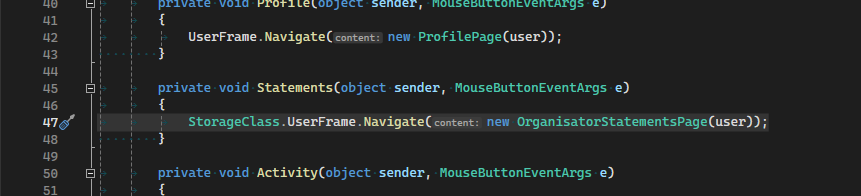 40 private void Profile(object sender, MouseButtonEventArgs e)
41 {
42 UserFrame.Navigate(content: new ProfilePage(user));
43 }
44
45 private void Statements(object sender, MouseButtonEventArgs e)
46 {
47 StorageClass.UserFrame.Navigate(content: new OrganisatorStatementsPage(user));
48 }
49
50 private void Activity(object sender, MouseButtonEventArgs e)
51 {